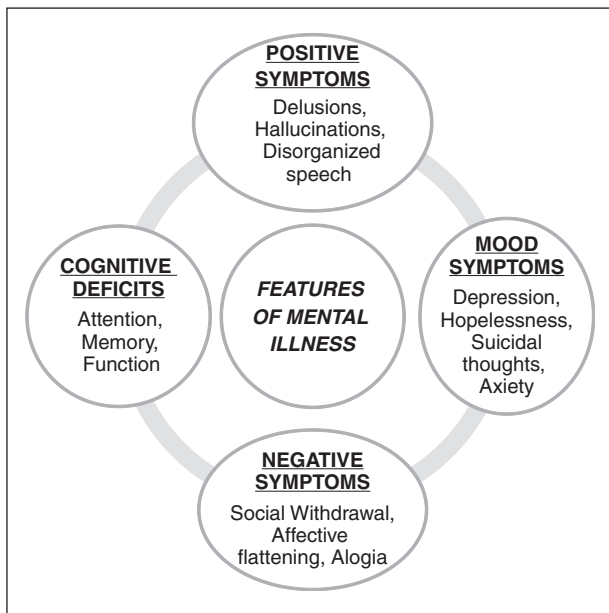 POSITIVE
SYMPTOMS
Delusions,
Hallucinations,
Disorganized
speech
COGNITIVE
DEFICITS
Attention,
Memory,
Function
FEATURES
OF MENTAL
ILLNESS
MOOD
SYMPTOMS
Depression,
Hopelessness,
Suicidal
thoughts,
Axiety
NEGATIVE
SYMPTOMS
Social Withdrawal,
Affective
flattening, Alogia